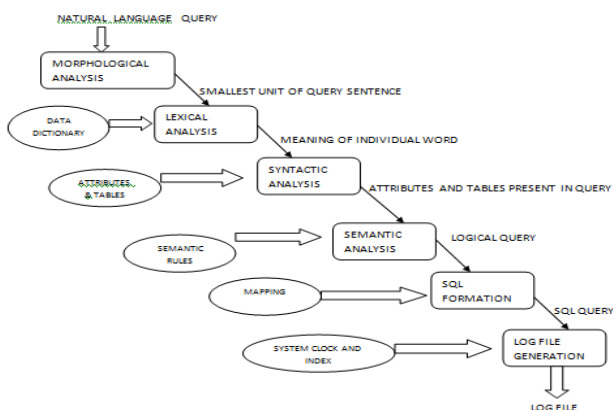 NATURAL LANGUAGE QUERY
MORPHOLOGICAL
ANALYSIS
SMALLEST UNIT OF QUERY SENTENCE
DATA
DICTIONARY
LEXICAL
ANALYSIS
MEANING OF INDIVIDUAL WORD
ATTRIBUTES
& TABLES
SYNTACTIC
ANALYSIS
ATTRIBUTES AND TABLES PRESENT IN QUERY
SEMANTIC
RULES
SEMANTIC
ANALYSIS
LOGICAL QUERY
MAPPING
SQL
FORMATION
SQL QUERY
SYSTEM CLOCK AND
INDEX
LOG FILE
GENERATION
LOG FILE